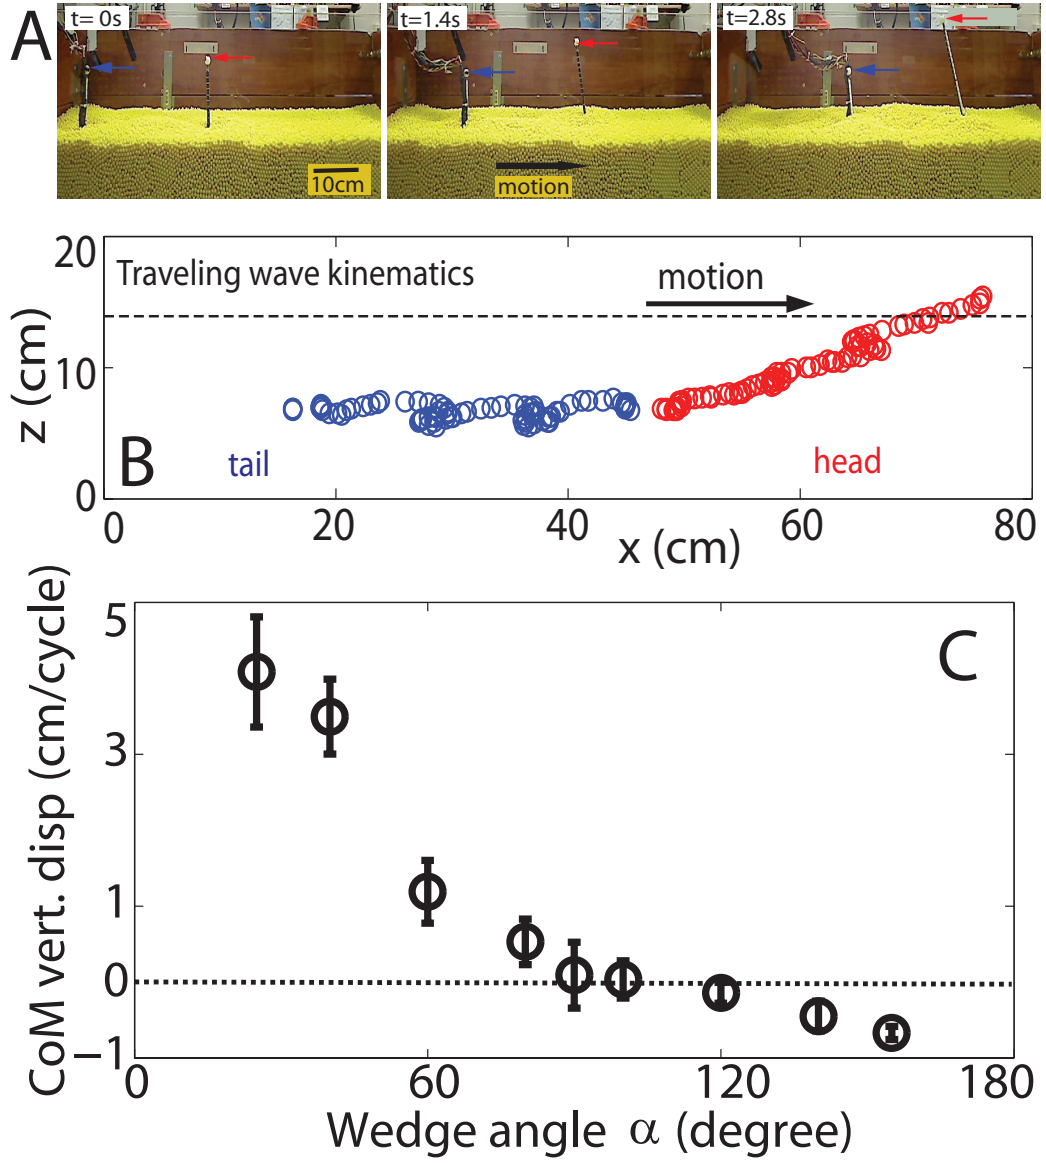 A
t= 0s
t=1.4s
t=2.8s
10cm
motion
20
10
0
z (cm)
Traveling wave kinematics
motion
B
tail
head
0
20
40
60
80
x (cm)
5
3
1
0
−1
CoM vert. disp (cm/cycle)
C
0
60
120
180
Wedge angle α (degree)